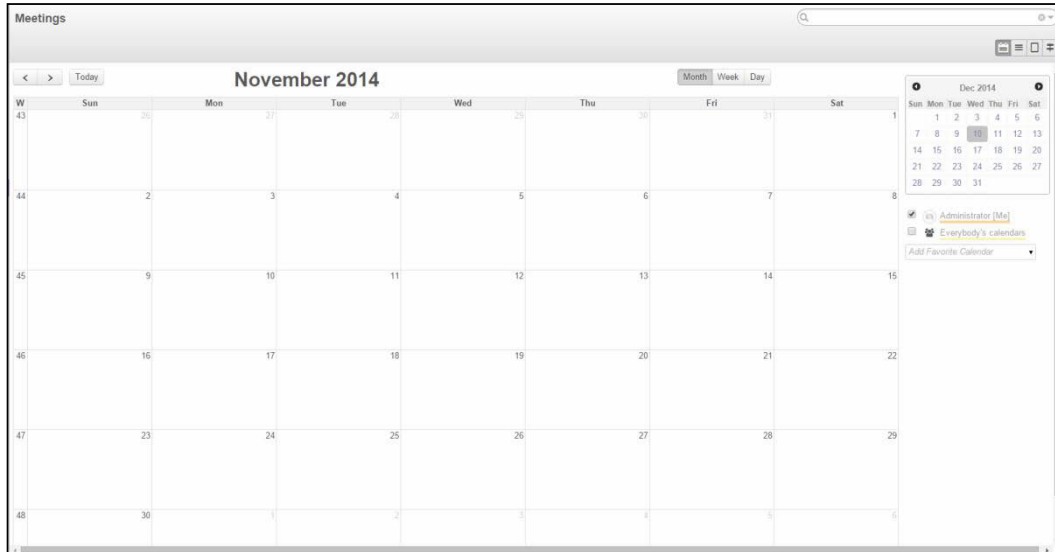 Meetings
Today
November 2014
Month Week Day
W Sun Mon Tue Wed Thu Fri Sat
43 26 27 28 29 30 31 1
44 2 3 4 5 6 7 8
45 9 10 11 12 13 14 15
46 16 17 18 19 20 21 22
47 23 24 25 26 27 28 29
48 30 1 2 3 4 5 6
Dec 2014
Sun Mon Tue Wed Thu Fri Sat
1 2 3 4 5 6
7 8 9 10 11 12 13
14 15 16 17 18 19 20
21 22 23 24 25 26 27
28 29 30 31
Administrator [Me]
Everybody's calendars
Add Favorite Calendar